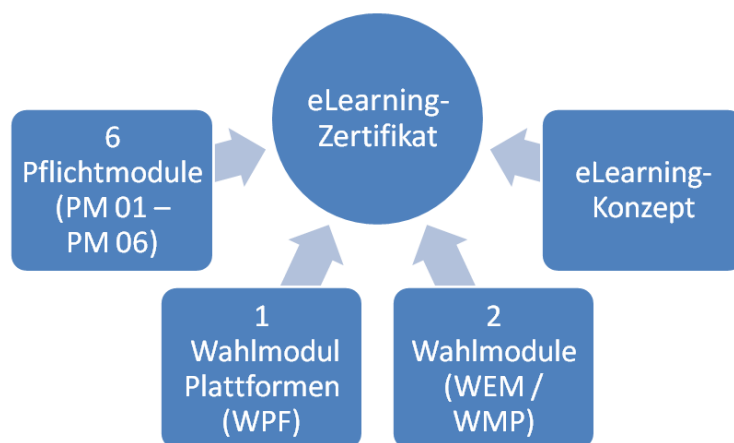 eLearning-
Zertifikat
6
Pflichtmodule
(PM 01 –
PM 06)
eLearning-
Konzept
1
Wahlmodul
Plattformen
(WPF)
2
Wahlmodule
(WEM /
WMP)